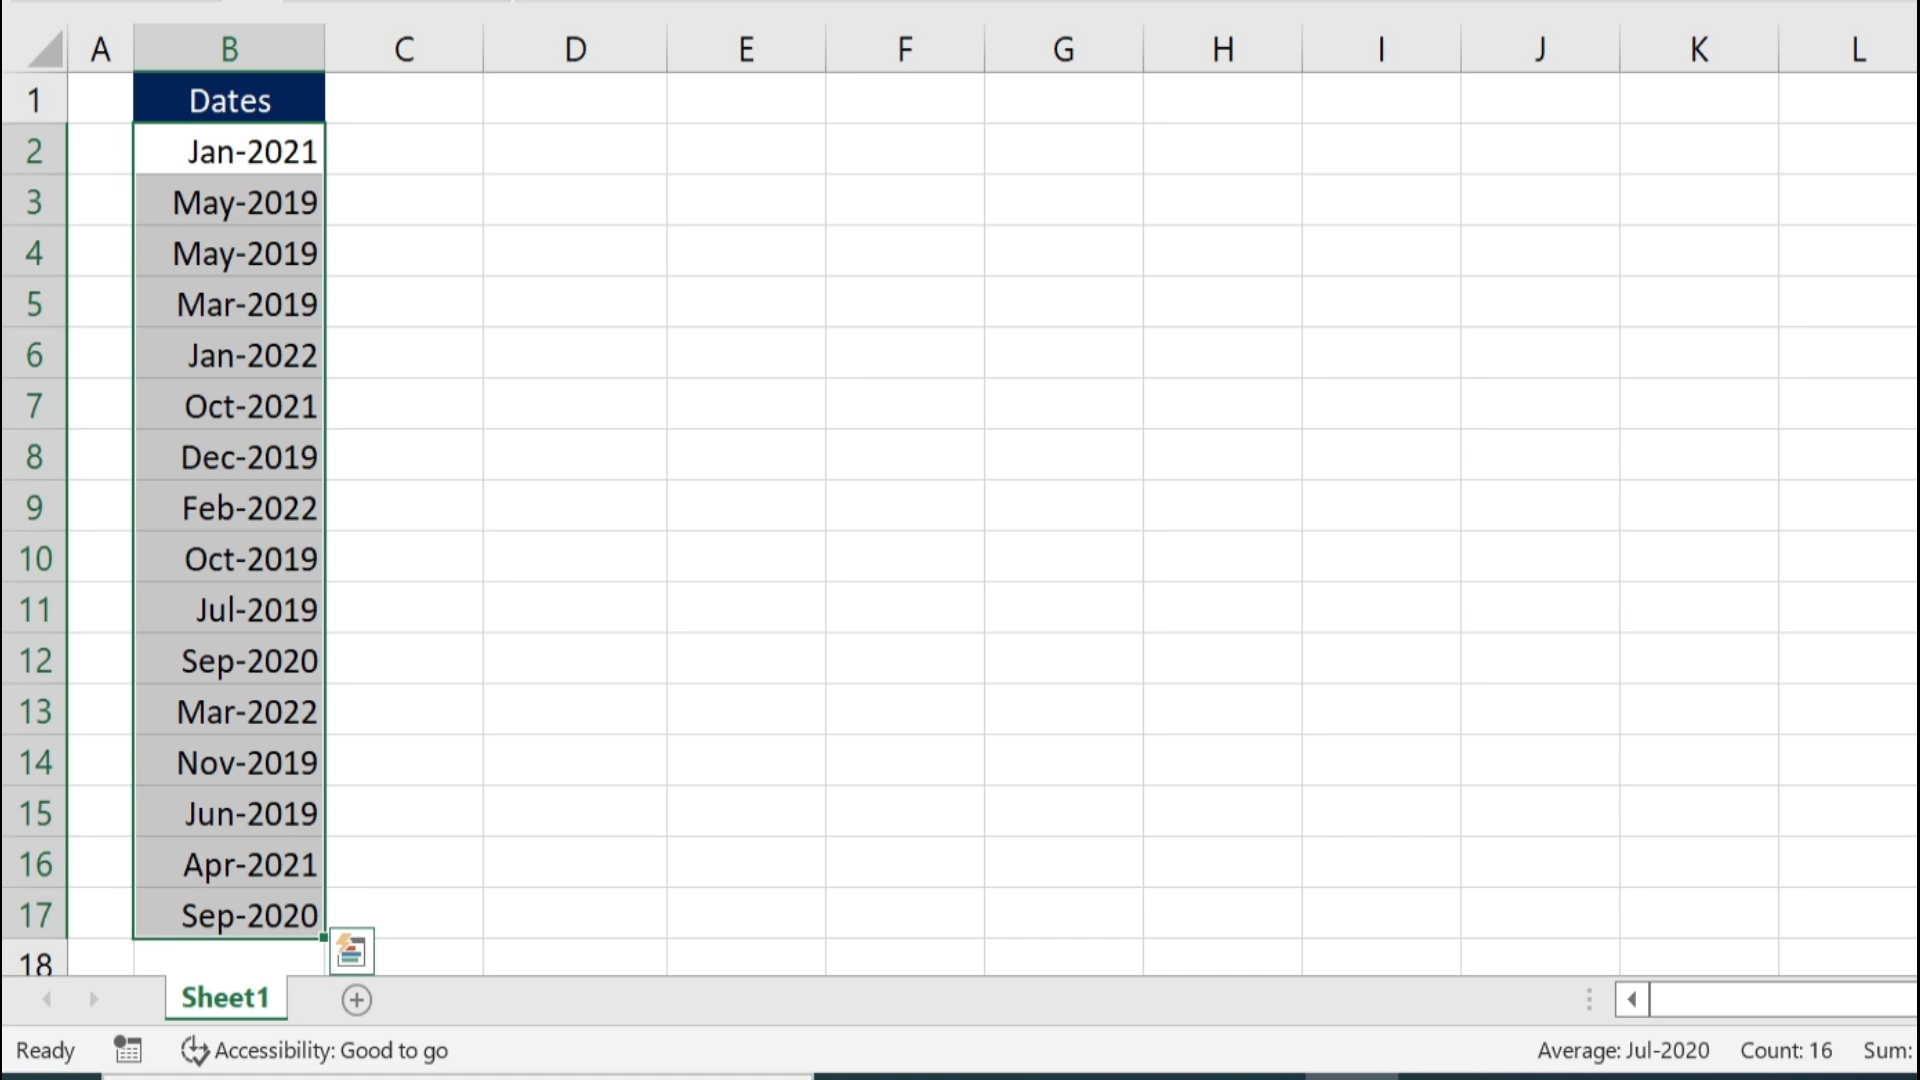 A B C D E F G H I J K L
1 Dates
2 Jan-2021
3 May-2019
4 May-2019
5 Mar-2019
6 Jan-2022
7 Oct-2021
8 Dec-2019
9 Feb-2022
10 Oct-2019
11 Jul-2019
12 Sep-2020
13 Mar-2022
14 Nov-2019
15 Jun-2019
16 Apr-2021
17 Sep-2020
18
Sheet1
Ready Accessibility: Good to go Average: Jul-2020 Count: 16 Sum: